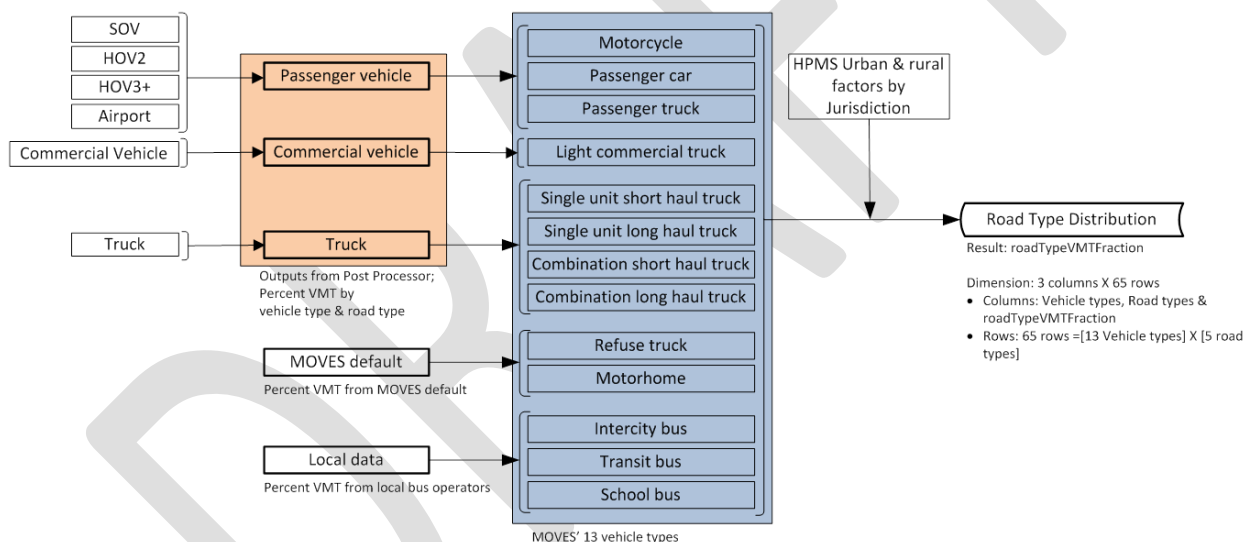 SOV
HOV2
HOV3+
Airport
Commercial Vehicle
Truck
Passenger vehicle
Commercial vehicle
Truck
Outputs from Post Processor;
Percent VMT by
vehicle type & road type
MOVES default
Percent VMT from MOVES default
Local data
Percent VMT from local bus operators
Motorcycle
Passenger car
Passenger truck
Light commercial truck
Single unit short haul truck
Single unit long haul truck
Combination short haul truck
Combination long haul truck
Refuse truck
Motorhome
Intercity bus
Transit bus
School bus
MOVES' 13 vehicle types
HPMS Urban & rural
factors by
Jurisdiction
Road Type Distribution
Result: roadTypeVMTFraction
Dimension: 3 columns X 65 rows
• Columns: Vehicle types, Road types &
roadTypeVMTFraction
• Rows: 65 rows =[13 Vehicle types] X [5 road
types]
DRAFT